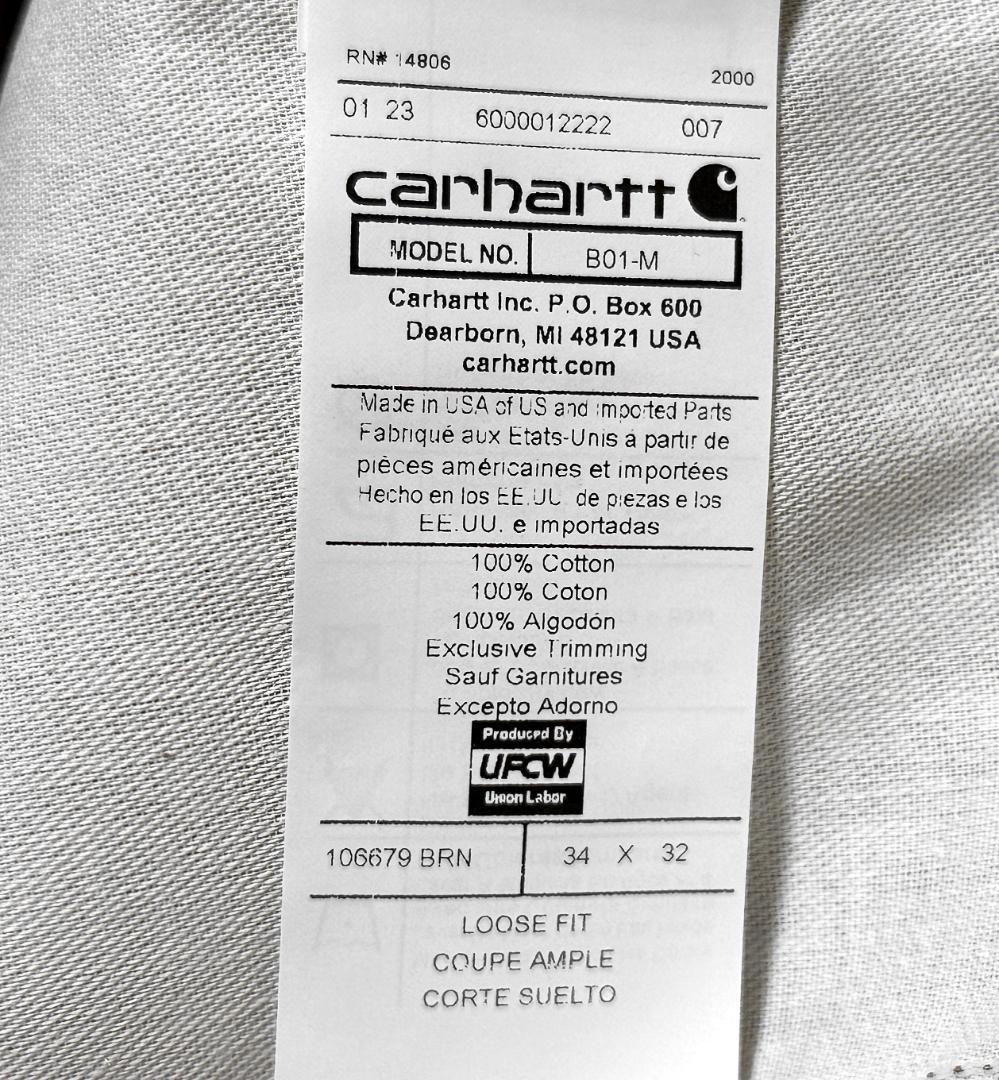 RN# 14806
2000
01 23 6000012222 007
carhartt
MODEL NO. B01-M
Carhartt Inc. P.O. Box 600
Dearborn, MI 48121 USA
carhartt.com
Made in USA of US and Imported Parts
Fabriqué aux Etats-Unis á partir de
pièces américaines et importées
Hecho en los EE.UU. de piezas e los
EE.UU. e importadas
100% Cotton
100% Coton
100% Algodón
Exclusive Trimming
Sauf Garnitures
Excepto Adorno
Produced By
UFCW
Union Labor
106679 BRN 34 X 32
LOOSE FIT
COUPE AMPLE
CORTE SUELTO